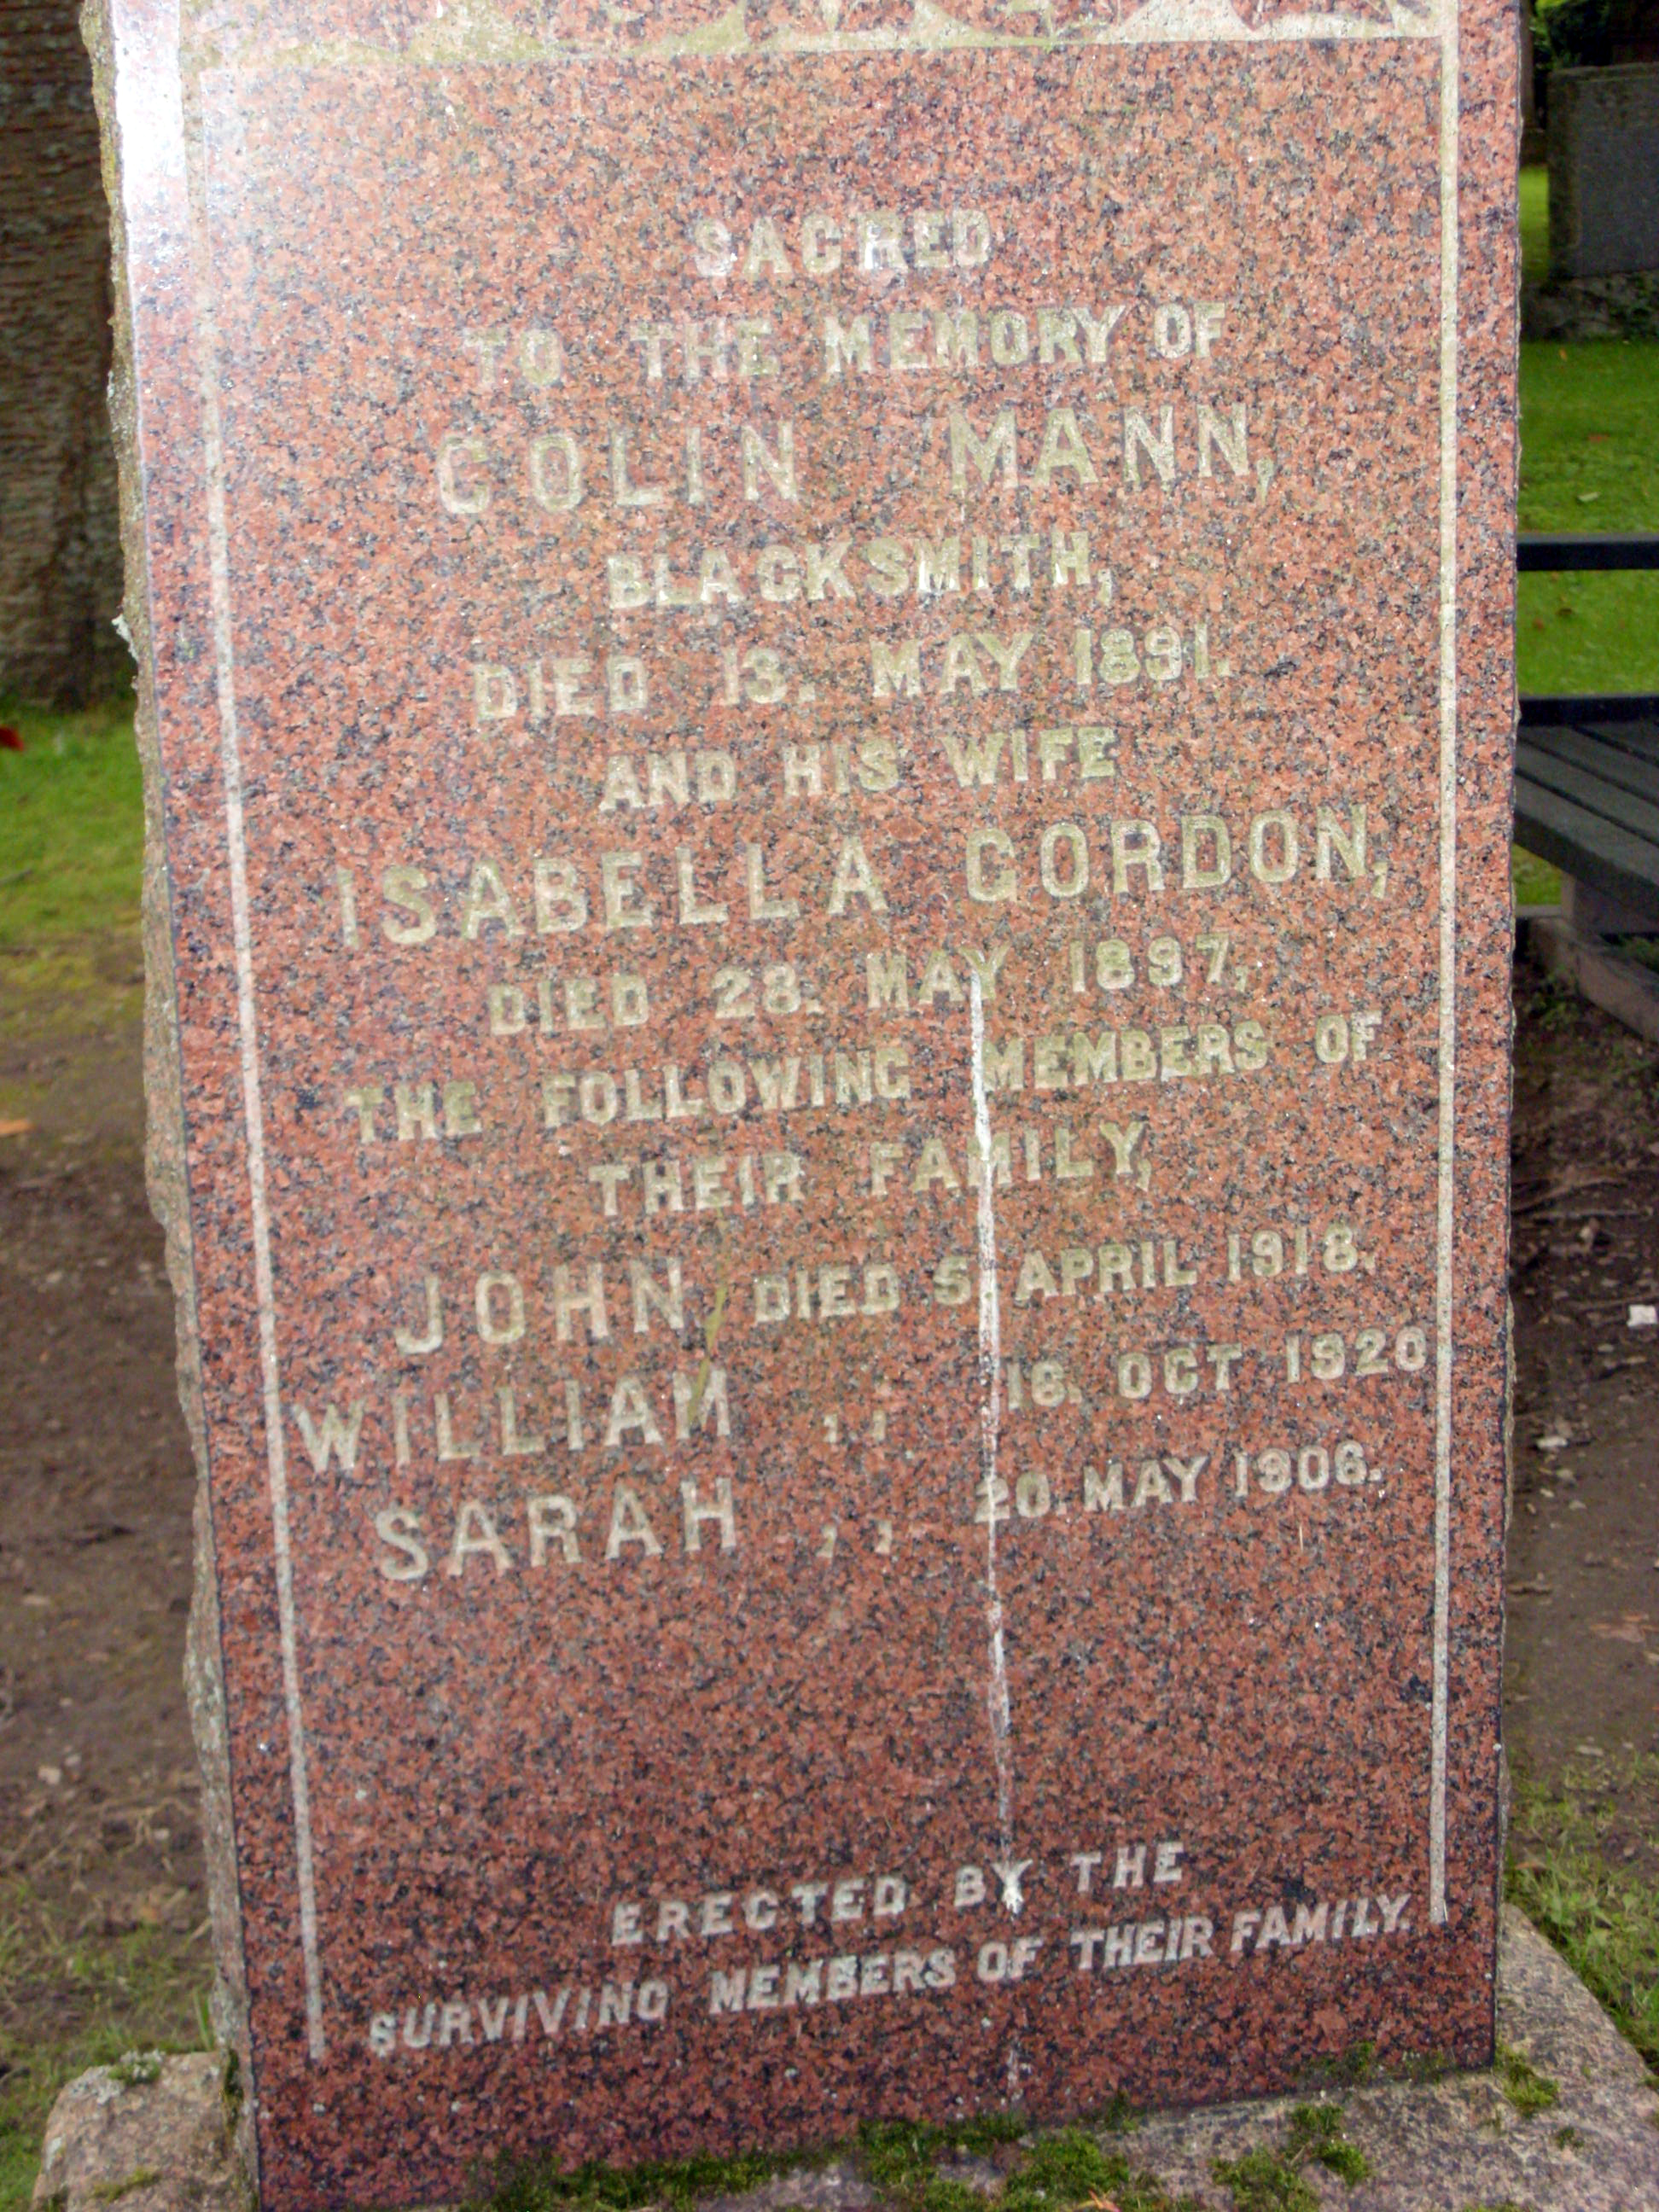 SACRED
TO THE MEMORY OF
COLIN MANN,
BLACKSMITH,
DIED 13. MAY 1891.
AND HIS WIFE
ISABELLA GORDON,
DIED 28. MAY 1897,
THE FOLLOWING MEMBERS OF
THEIR FAMILY,
JOHN, DIED 5. APRIL 1918.
WILLIAM ,, 16. OCT 1920
SARAH ,, 20. MAY 1906.
ERECTED BY THE
SURVIVING MEMBERS OF THEIR FAMILY.